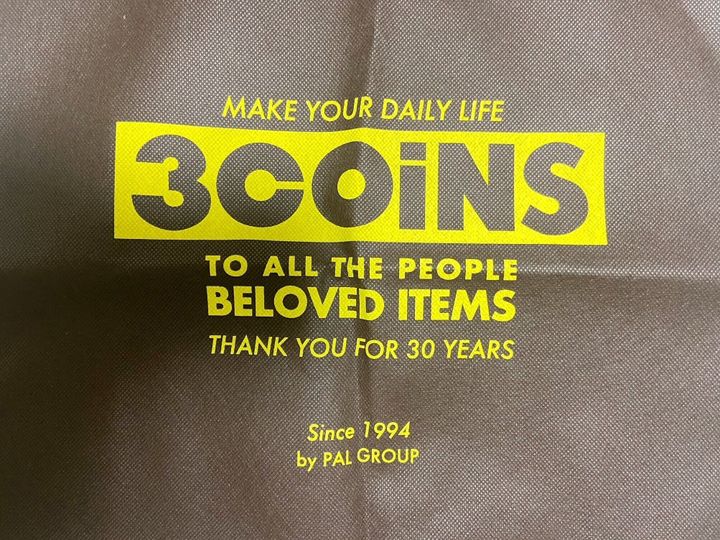 MAKE YOUR DAILY LIFE
3COiNS
TO ALL THE PEOPLE
BELOVED ITEMS
THANK YOU FOR 30 YEARS
Since 1994
by PAL GROUP